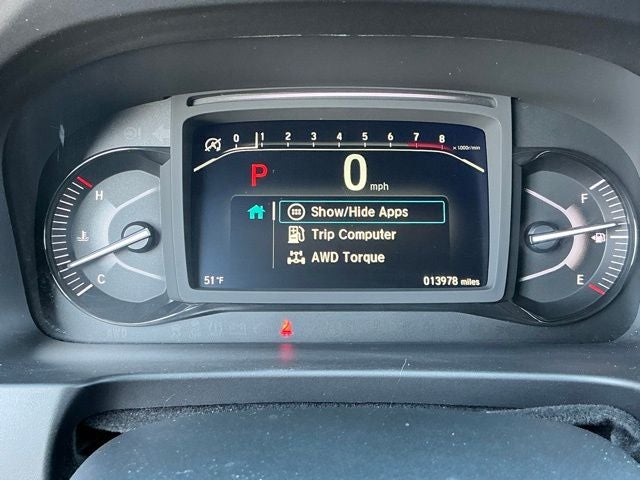 0 1 2 3 4 5 6 7 8 x1000r/min
P 0 mph
Show/Hide Apps
Trip Computer
AWD Torque
51°F
013978 miles
H
C
F
E